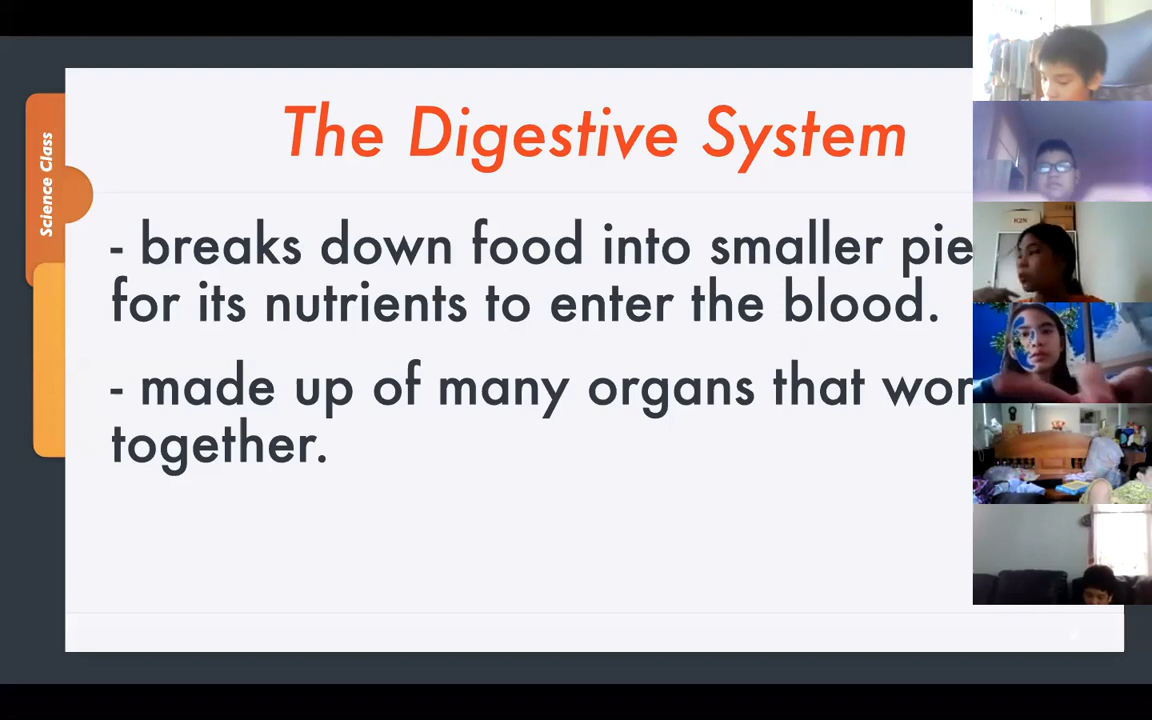 The Digestive System
Science Class
- breaks down food into smaller pie
for its nutrients to enter the blood.
- made up of many organs that wor
together.